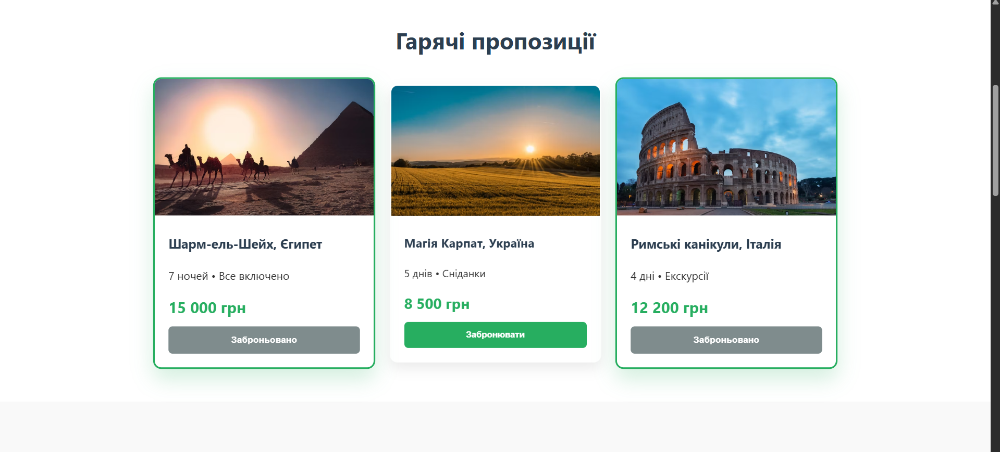 Гарячі пропозиції
Шарм-ель-Шейх, Єгипет
7 ночей • Все включено
15 000 грн
Заброньовано
Магія Карпат, Україна
5 днів • Сніданки
8 500 грн
Забронювати
Римські канікули, Італія
4 дні • Екскурсії
12 200 грн
Заброньовано